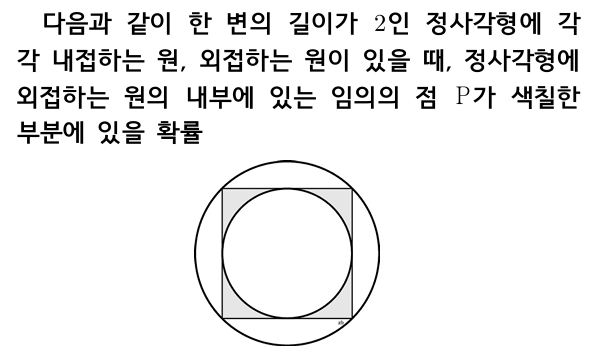 다음과 같이 한 변의 길이가 2인 정사각형에 각
각 내접하는 원, 외접하는 원이 있을 때, 정사각형에
외접하는 원의 내부에 있는 임의의 점 P가 색칠한
부분에 있을 확률